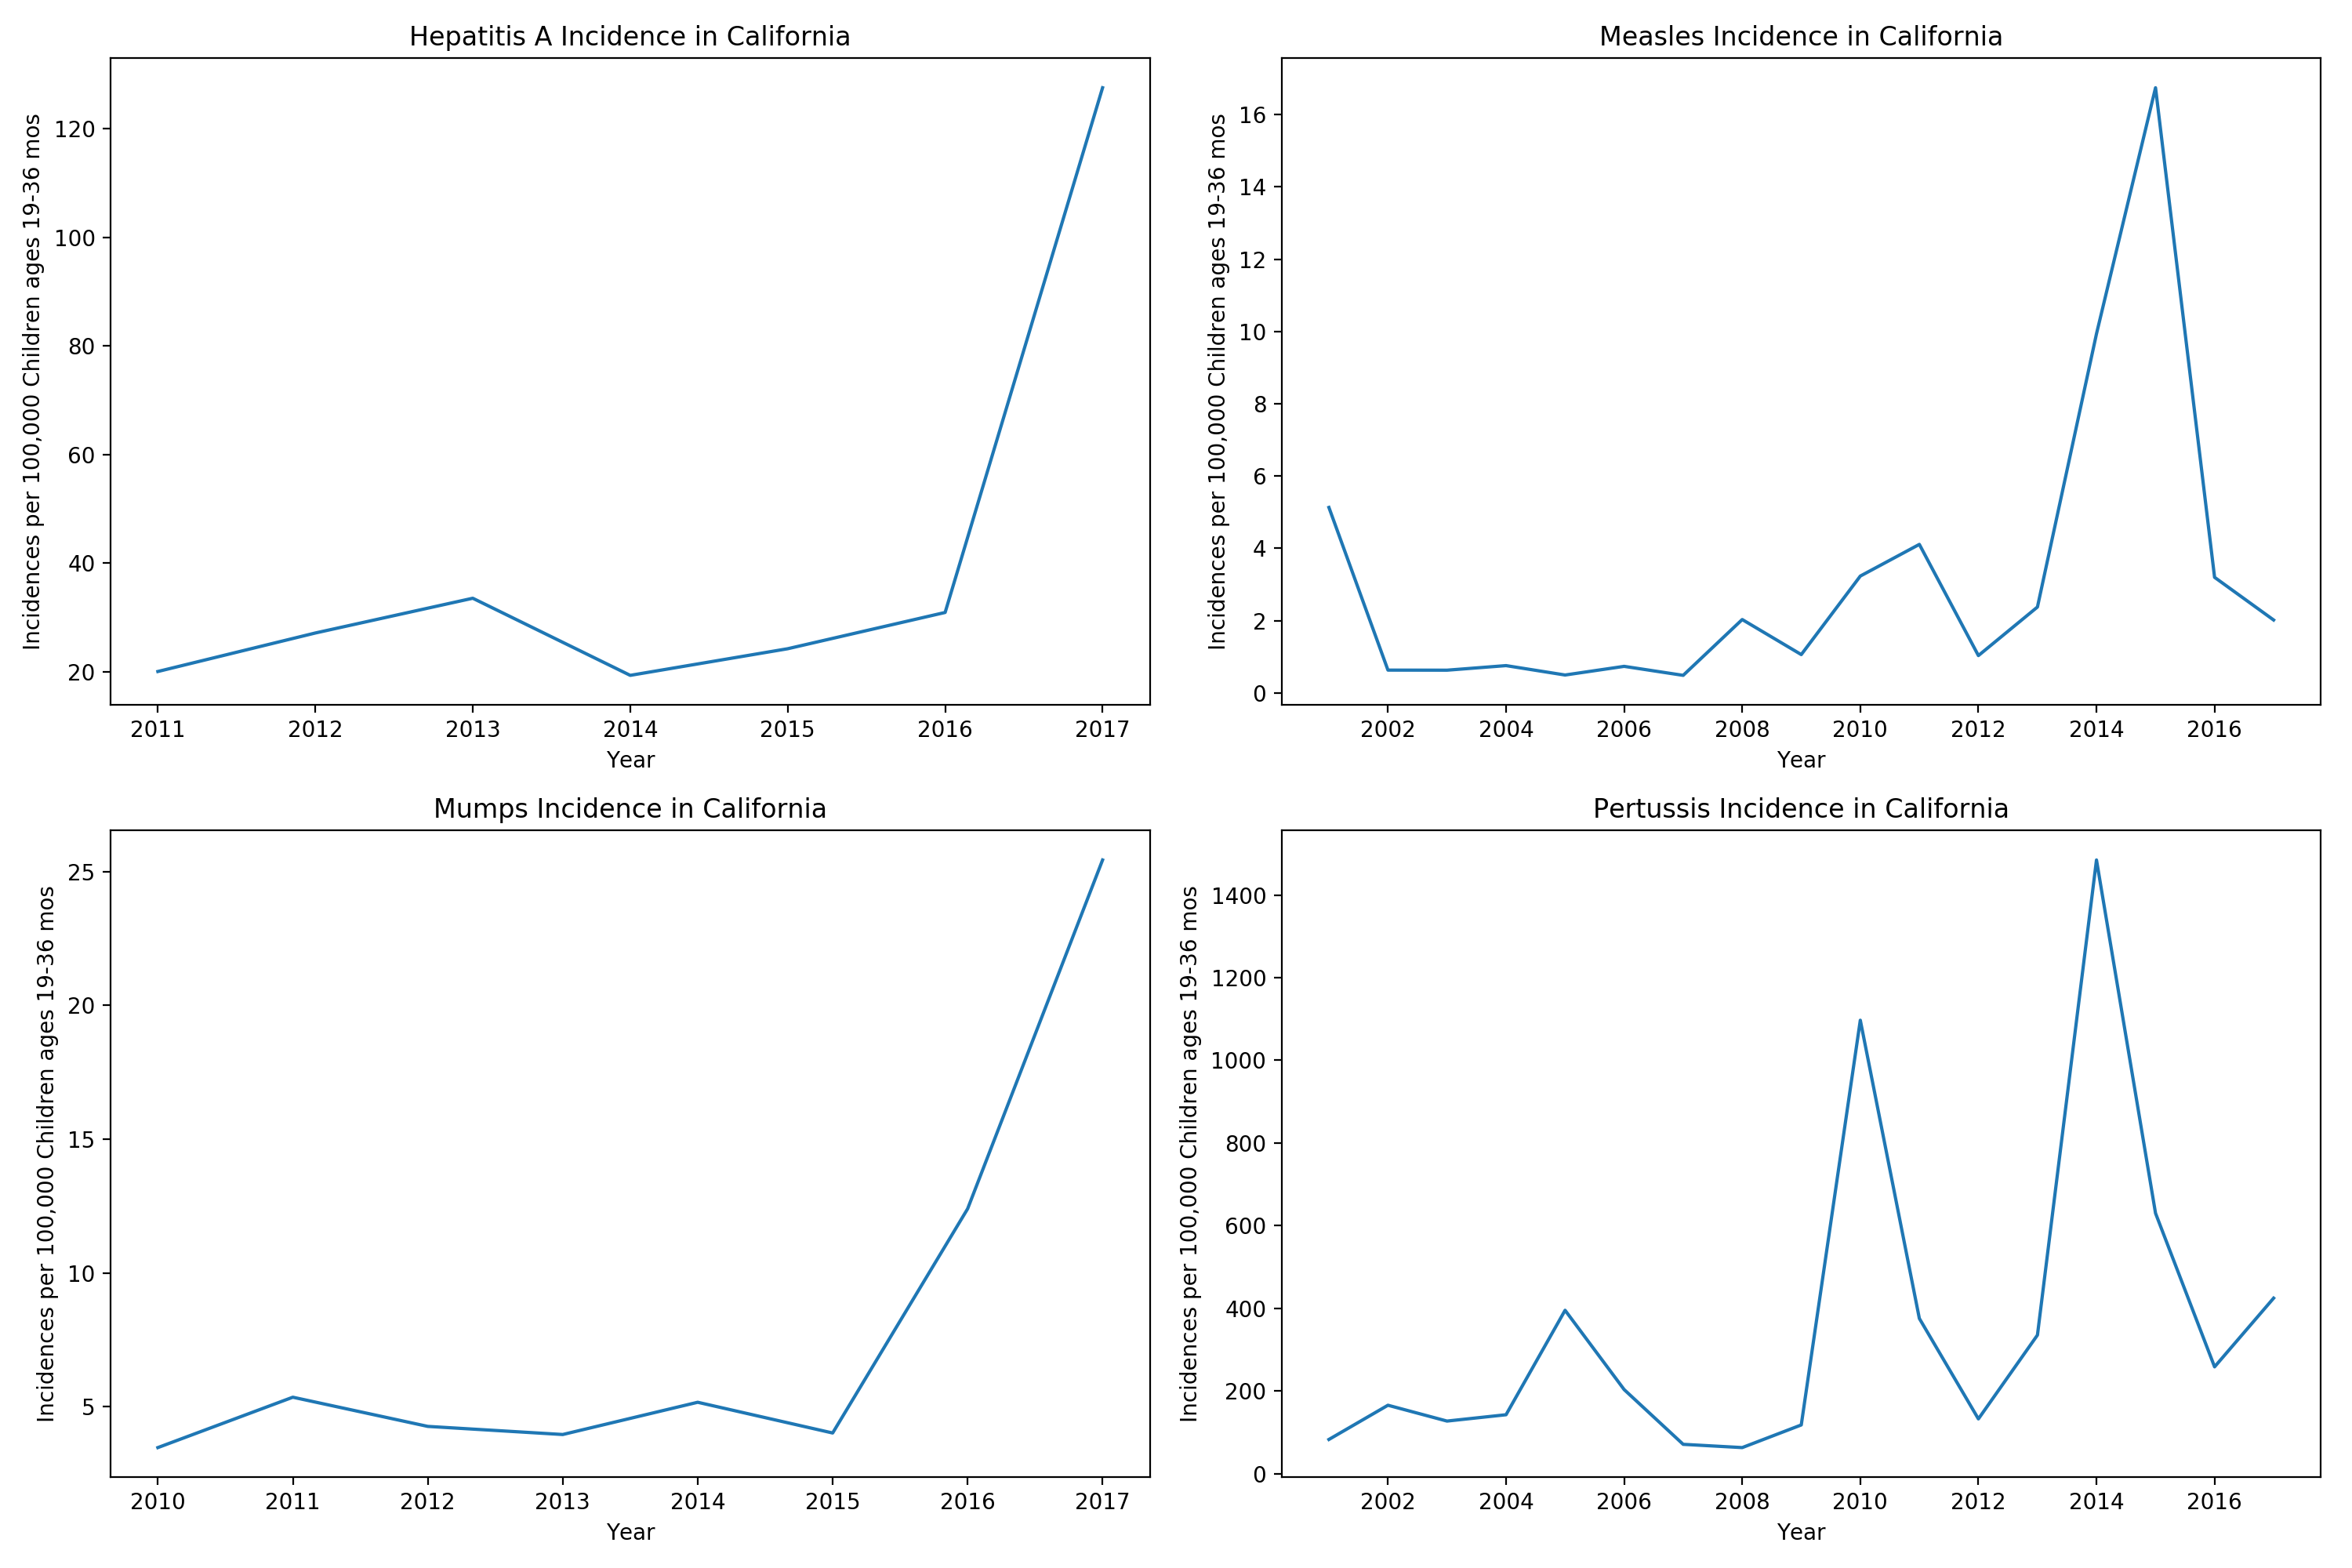 Hepatitis A Incidence in California
Incidences per 100,000 Children ages 19-36 mos
120
100
80
60
40
20
2011 2012 2013 2014 2015 2016 2017
Year
Measles Incidence in California
Incidences per 100,000 Children ages 19-36 mos
16
14
12
10
8
6
4
2
0
2002 2004 2006 2008 2010 2012 2014 2016
Year
Mumps Incidence in California
Incidences per 100,000 Children ages 19-36 mos
25
20
15
10
5
2010 2011 2012 2013 2014 2015 2016 2017
Year
Pertussis Incidence in California
Incidences per 100,000 Children ages 19-36 mos
1400
1200
1000
800
600
400
200
0
2002 2004 2006 2008 2010 2012 2014 2016
Year